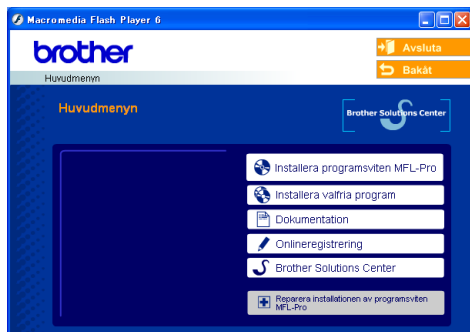 Macromedia Flash Player 6
brother
Avsluta
Bakåt
Huvudmenyn
Huvudmenyn
Brother Solutions Center
Installera programsviten MFL-Pro
Installera valfria program
Dokumentation
Onlineregistrering
Brother Solutions Center
Reparera installationen av programsviten
MFL-Pro